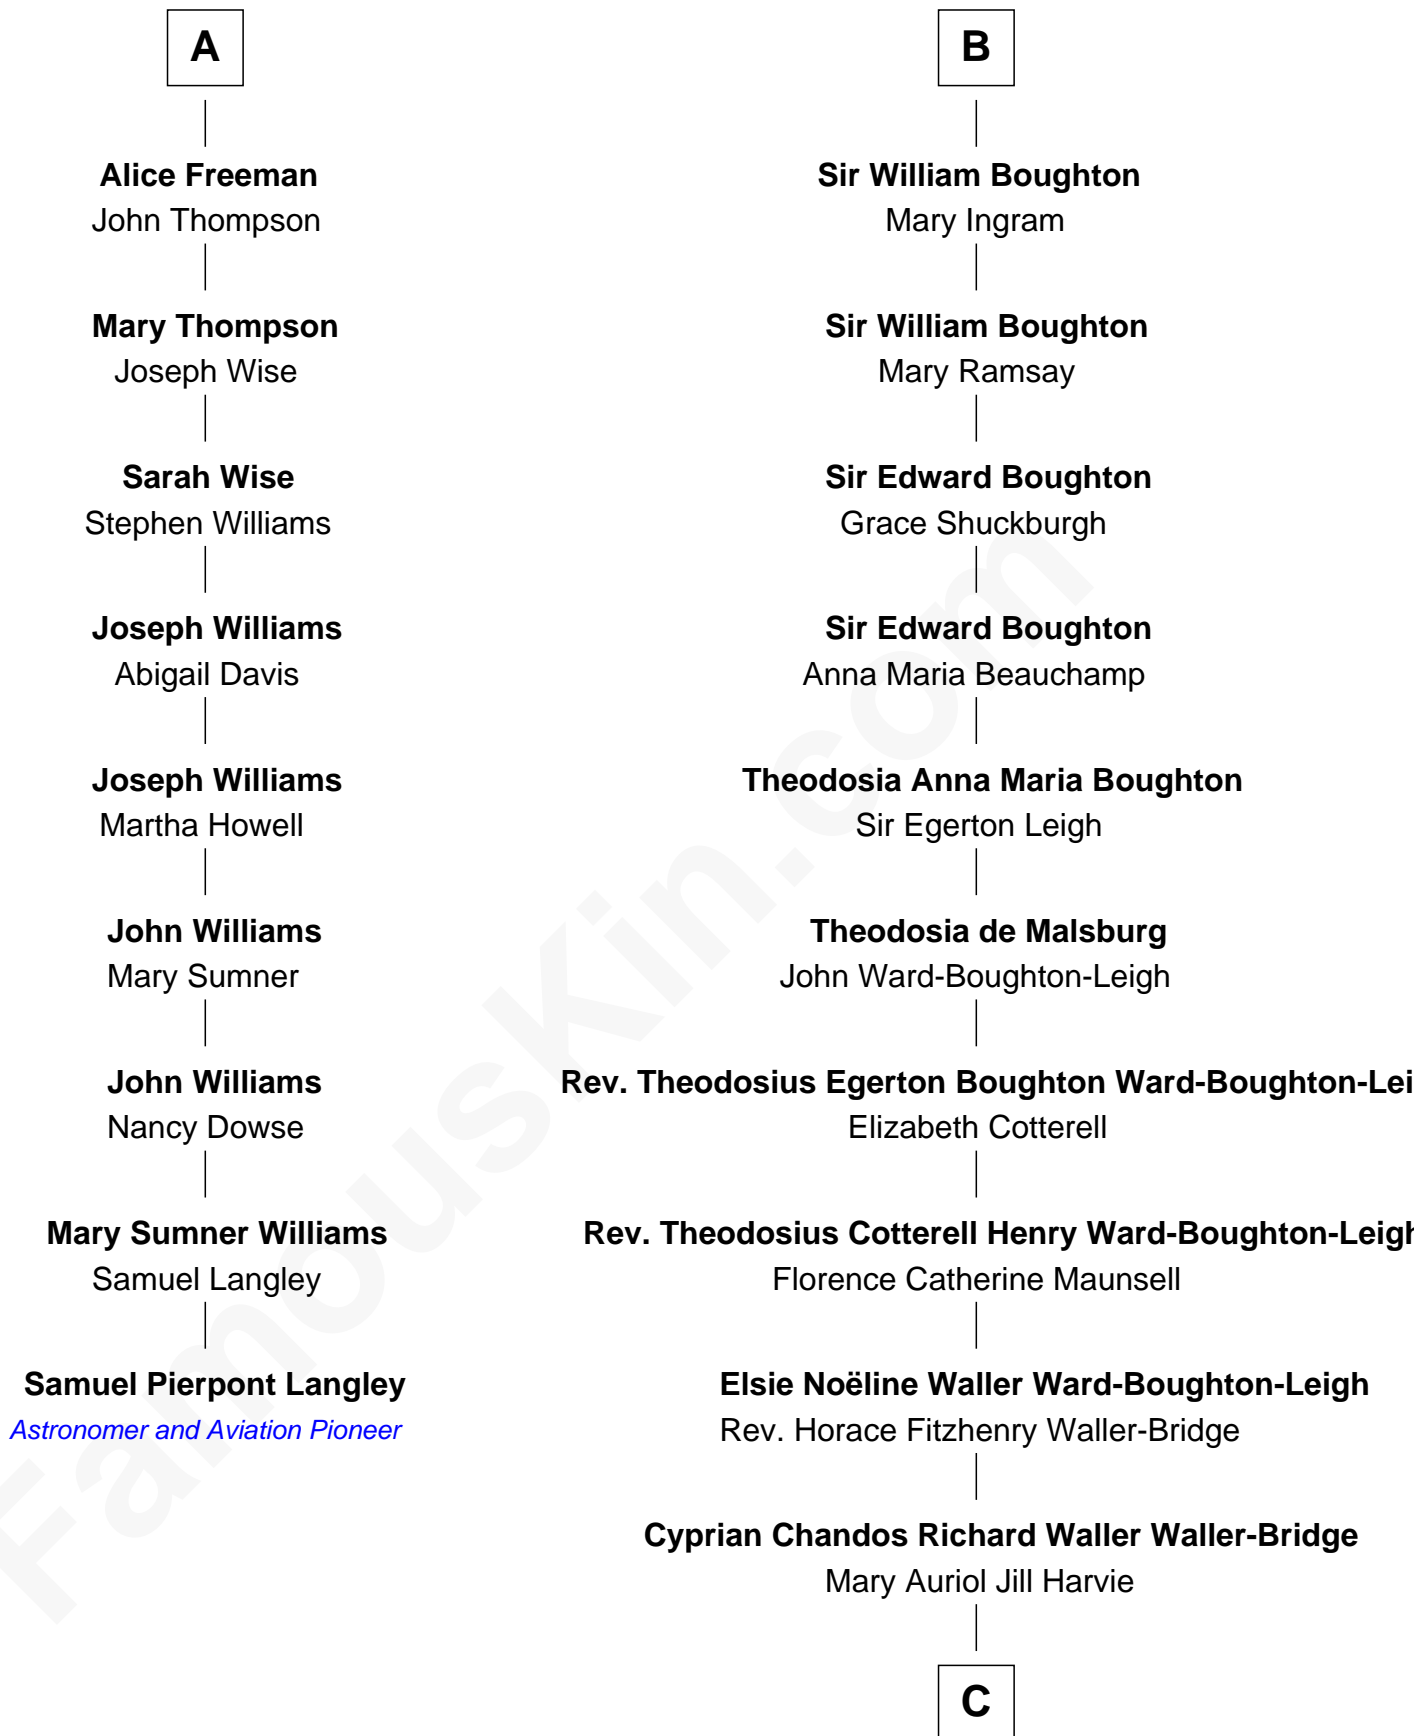 A
Alice Freeman
John Thompson
Mary Thompson
Joseph Wise
Sarah Wise
Stephen Williams
Joseph Williams
Abigail Davis
Joseph Williams
Martha Howell
John Williams
Mary Sumner
John Williams
Nancy Dowse
Mary Sumner Williams
Samuel Langley
Samuel Pierpont Langley
Astronomer and Aviation Pioneer
B
Sir William Boughton
Mary Ingram
Sir William Boughton
Mary Ramsay
Sir Edward Boughton
Grace Shuckburgh
Sir Edward Boughton
Anna Maria Beauchamp
Theodosia Anna Maria Boughton
Sir Egerton Leigh
Theodosia de Malsburg
John Ward-Boughton-Leigh
Rev. Theodosius Egerton Boughton Ward-Boughton-Lei
Elizabeth Cotterell
Rev. Theodosius Cotterell Henry Ward-Boughton-Leigh
Florence Catherine Maunsell
Elsie Noëline Waller Ward-Boughton-Leigh
Rev. Horace Fitzhenry Waller-Bridge
Cyprian Chandos Richard Waller Waller-Bridge
Mary Auriol Jill Harvie
C
FamousKin.com